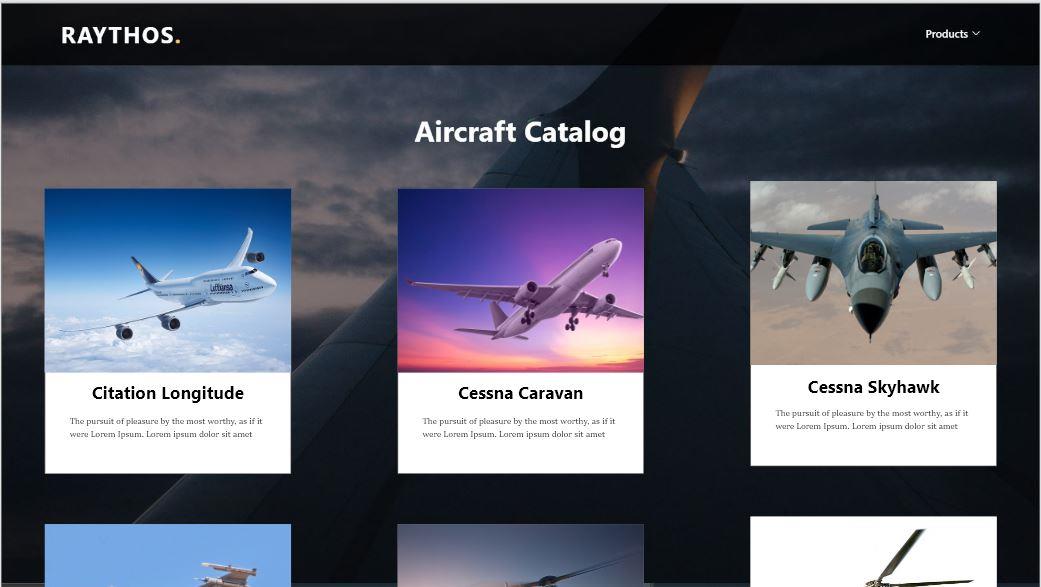 RAYTHOS.
Products
Aircraft Catalog
Lufthansa
Citation Longitude
The pursuit of pleasure by the most worthy, as if it
were Lorem Ipsum. Lorem ipsum dolor sit amet
Cessna Caravan
The pursuit of pleasure by the most worthy, as if it
were Lorem Ipsum. Lorem ipsum dolor sit amet
Cessna Skyhawk
The pursuit of pleasure by the most worthy, as if it
were Lorem Ipsum. Lorem ipsum dolor sit amet